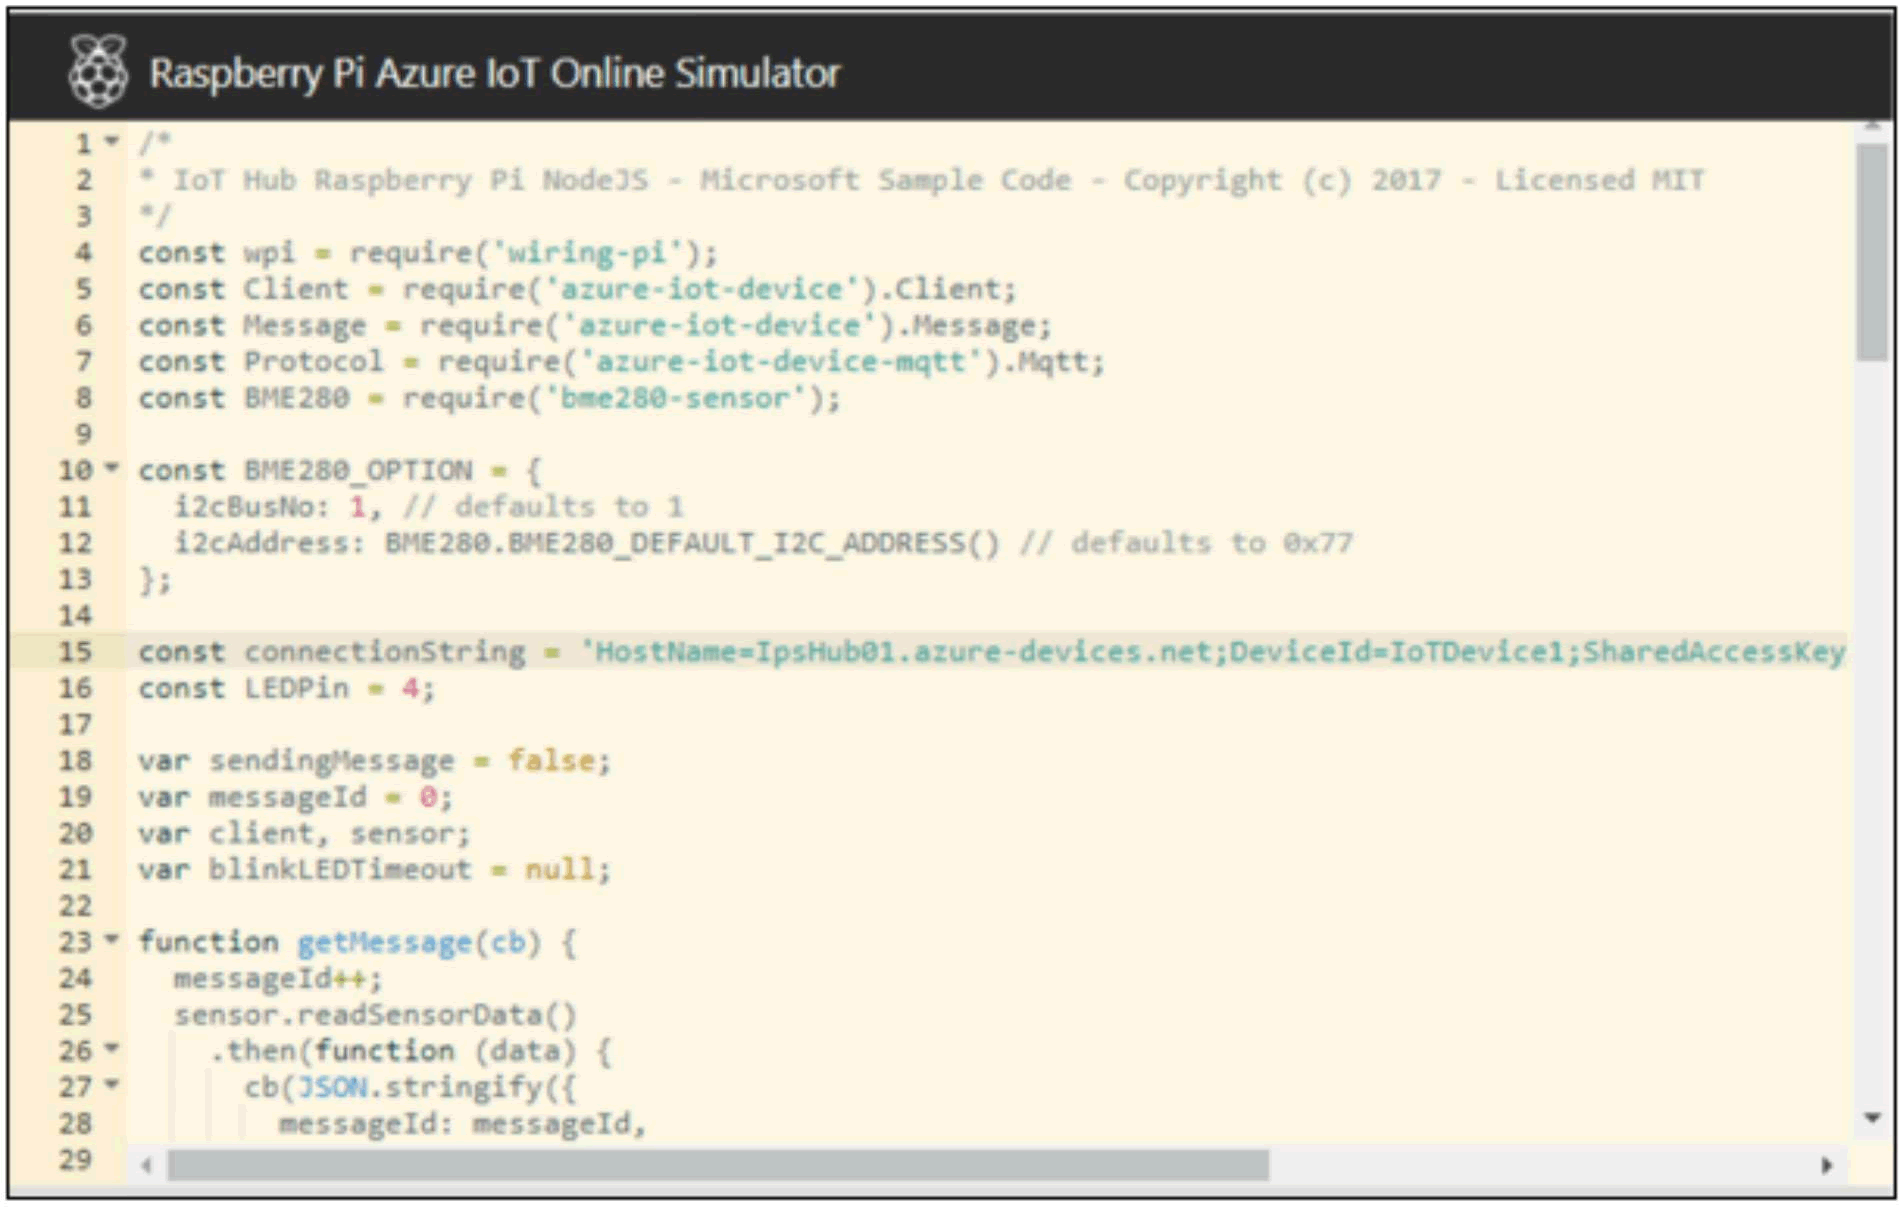 Raspberry Pi Azure IoT Online Simulator
1 /*
2 * IoT Hub Raspberry Pi NodeJS - Microsoft Sample Code - Copyright (c) 2017 - Licensed MIT
3 */
4 const wpi = require('wiring-pi');
5 const Client = require('azure-iot-device').Client;
6 const Message = require('azure-iot-device').Message;
7 const Protocol = require('azure-iot-device-mqtt').Mqtt;
8 const BME280 = require('bme280-sensor');
9
10 const BME280_OPTION = {
11 i2cBusNo: 1, // defaults to 1
12 i2cAddress: BME280.BME280_DEFAULT_I2C_ADDRESS() // defaults to 0x77
13 };
14
15 const connectionString = 'HostName=IpsHub01.azure-devices.net;DeviceId=IoTDevice1;SharedAccessKey
16 const LEDPin = 4;
17
18 var sendingMessage = false;
19 var messageId = 0;
20 var client, sensor;
21 var blinkLEDTimeout = null;
22
23 function getMessage(cb) {
24 messageId++;
25 sensor.readSensorData()
26 .then(function (data) {
27 cb(JSON.stringify({
28 messageId: messageId,
29